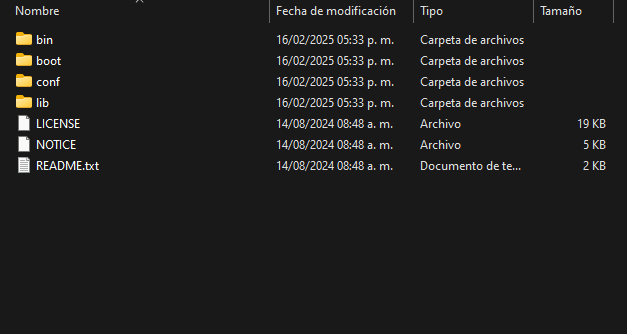 Nombre Fecha de modificación Tipo Tamaño
bin 16/02/2025 05:33 p. m. Carpeta de archivos
boot 16/02/2025 05:33 p. m. Carpeta de archivos
conf 16/02/2025 05:33 p. m. Carpeta de archivos
lib 16/02/2025 05:33 p. m. Carpeta de archivos
LICENSE 14/08/2024 08:48 a. m. Archivo 19 KB
NOTICE 14/08/2024 08:48 a. m. Archivo 5 KB
README.txt 14/08/2024 08:48 a. m. Documento de te... 2 KB